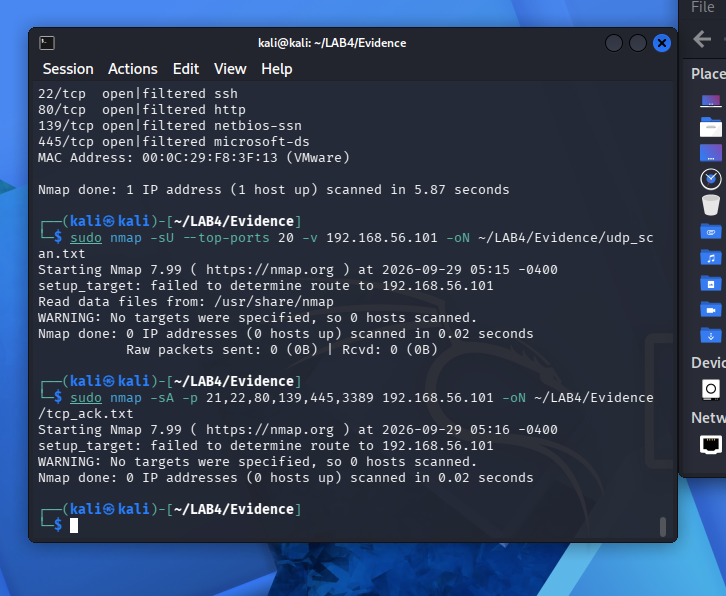 File
kali@kali: ~/LAB4/Evidence
Session Actions Edit View Help
22/tcp  open|filtered ssh
80/tcp  open|filtered http
139/tcp open|filtered netbios-ssn
445/tcp open|filtered microsoft-ds
MAC Address: 00:0C:29:F8:3F:13 (VMware)
Nmap done: 1 IP address (1 host up) scanned in 5.87 seconds
┌──(kali㉿kali)-[~/LAB4/Evidence]
└─$ sudo nmap -sU --top-ports 20 -v 192.168.56.101 -oN ~/LAB4/Evidence/udp_sc
an.txt
Starting Nmap 7.99 ( https://nmap.org ) at 2026-09-29 05:15 -0400
setup_target: failed to determine route to 192.168.56.101
Read data files from: /usr/share/nmap
WARNING: No targets were specified, so 0 hosts scanned.
Nmap done: 0 IP addresses (0 hosts up) scanned in 0.02 seconds
           Raw packets sent: 0 (0B) | Rcvd: 0 (0B)
┌──(kali㉿kali)-[~/LAB4/Evidence]
└─$ sudo nmap -sA -p 21,22,80,139,445,3389 192.168.56.101 -oN ~/LAB4/Evidence
/tcp_ack.txt
Starting Nmap 7.99 ( https://nmap.org ) at 2026-09-29 05:16 -0400
setup_target: failed to determine route to 192.168.56.101
WARNING: No targets were specified, so 0 hosts scanned.
Nmap done: 0 IP addresses (0 hosts up) scanned in 0.02 seconds
┌──(kali㉿kali)-[~/LAB4/Evidence]
└─$
Place
Devic
Netw